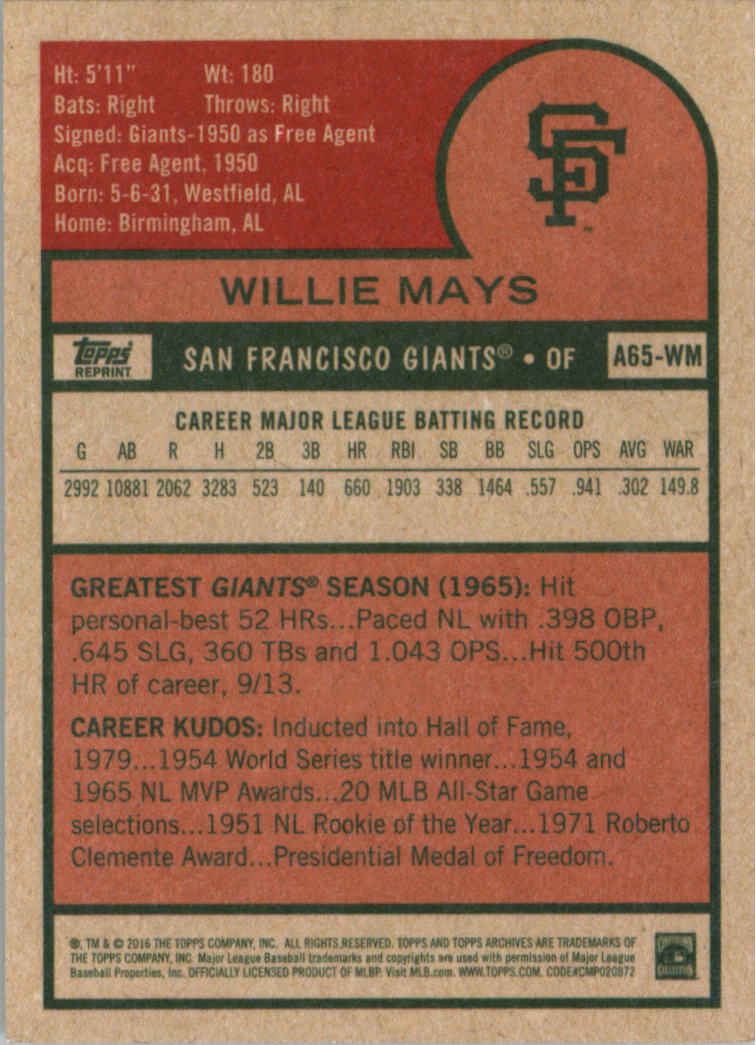 Ht: 5'11" Wt: 180
Bats: Right Throws: Right
Signed: Giants-1950 as Free Agent
Acq: Free Agent, 1950
Born: 5-6-31, Westfield, AL
Home: Birmingham, AL
SF™
WILLIE MAYS
Topps
REPRINT
SAN FRANCISCO GIANTS® • OF
A65-WM
CAREER MAJOR LEAGUE BATTING RECORD
G AB R H 2B 3B HR RBI SB BB SLG OPS AVG WAR
2992 10881 2062 3283 523 140 660 1903 338 1464 .557 .941 .302 149.8
GREATEST GIANTS® SEASON (1965): Hit
personal-best 52 HRs...Paced NL with .398 OBP,
.645 SLG, 360 TBs and 1.043 OPS...Hit 500th
HR of career, 9/13.
CAREER KUDOS: Inducted into Hall of Fame,
1979...1954 World Series title winner...1954 and
1965 NL MVP Awards...20 MLB All-Star Game
selections...1951 NL Rookie of the Year...1971 Roberto
Clemente Award...Presidential Medal of Freedom.
®, TM & © 2016 THE TOPPS COMPANY, INC. ALL RIGHTS RESERVED. TOPPS AND TOPPS ARCHIVES ARE TRADEMARKS OF
THE TOPPS COMPANY, INC. Major League Baseball trademarks and copyrights are used with permission of Major League
Baseball Properties, Inc. OFFICIALLY LICENSED PRODUCT OF MLBP. Visit MLB.com. WWW.TOPPS.COM. CODE#CMP020972